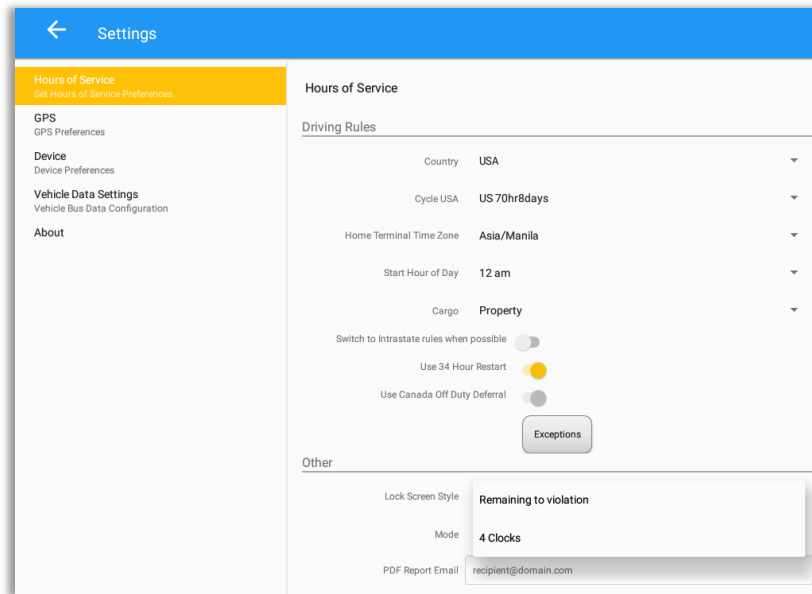 Settings
Hours of Service
Set Hours of Service Preferences
GPS
GPS Preferences
Device
Device Preferences
Vehicle Data Settings
Vehicle Bus Data Configuration
About
Hours of Service
Driving Rules
Country USA
Cycle USA US 70hr8days
Home Terminal Time Zone Asia/Manila
Start Hour of Day 12 am
Cargo Property
Switch to Intrastate rules when possible
Use 34 Hour Restart
Use Canada Off Duty Deferral
Exceptions
Other
Lock Screen Style Remaining to violation
Mode 4 Clocks
PDF Report Email recipient@domain.com